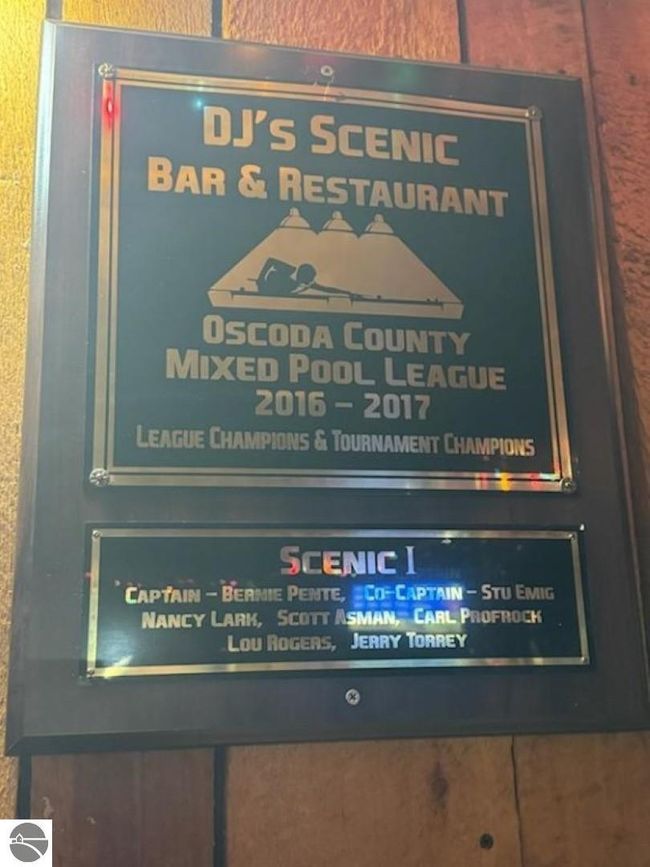 DJ's Scenic
Bar & Restaurant
Oscoda County
Mixed Pool League
2016 – 2017
League Champions & Tournament Champions
Scenic I
Captain – Bernie Pente, Co-Captain – Stu Emig
Nancy Lark, Scott Asman, Carl Profrock
Lou Rogers, Jerry Torrey